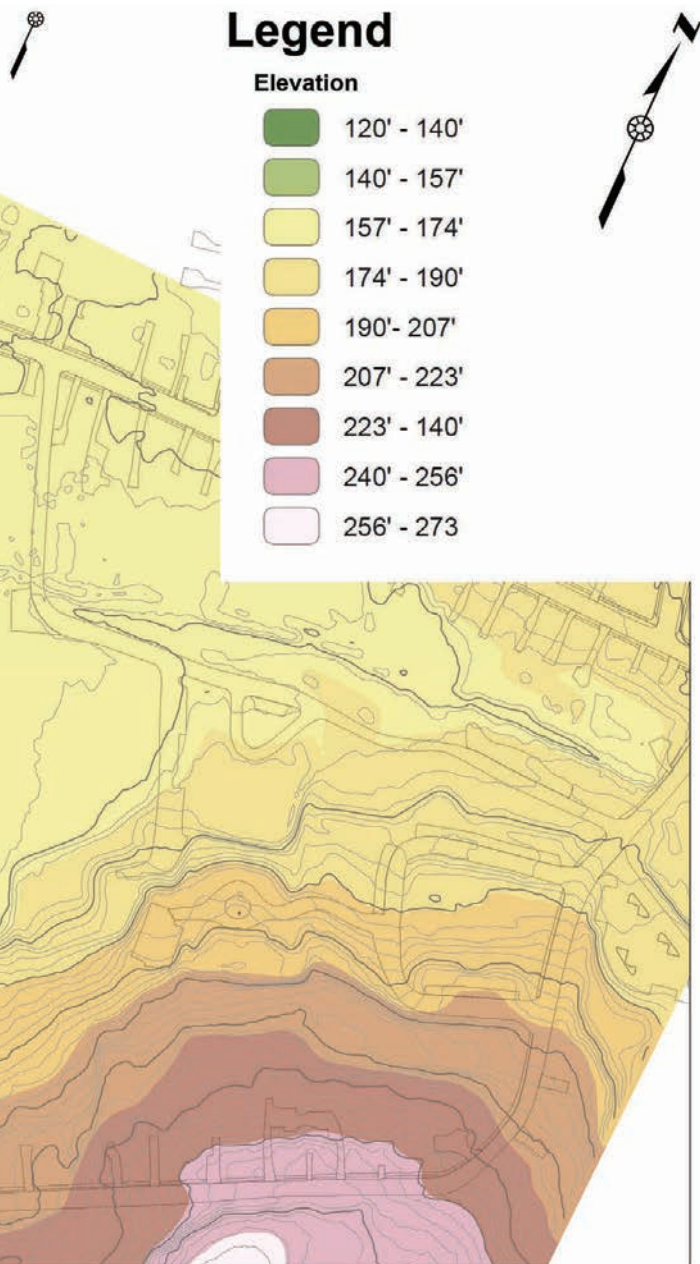 Legend
N
Elevation
120' - 140'
140' - 157'
157' - 174'
174' - 190'
190'- 207'
207' - 223'
223' - 140'
240' - 256'
256' - 273